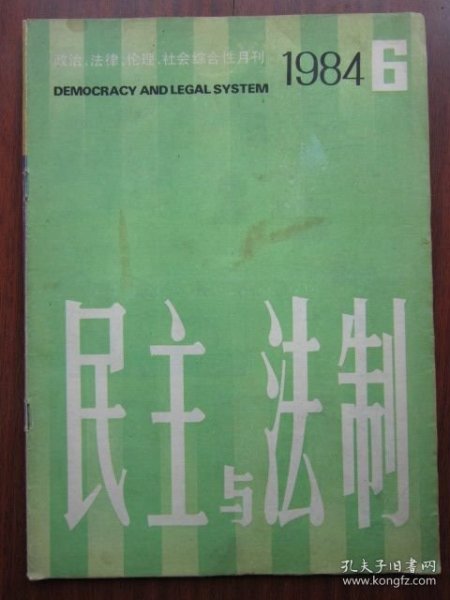 政治、法律、伦理、社会综合性月刊
DEMOCRACY AND LEGAL SYSTEM
1984 6
民主与法制
孔夫子旧书网
www.kongfz.com